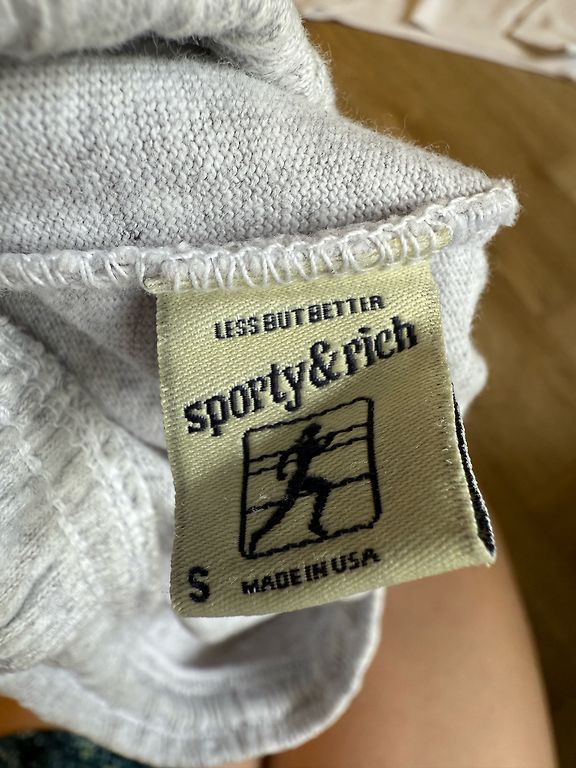 LESS BUT BETTER
sporty&rich
S MADE IN USA